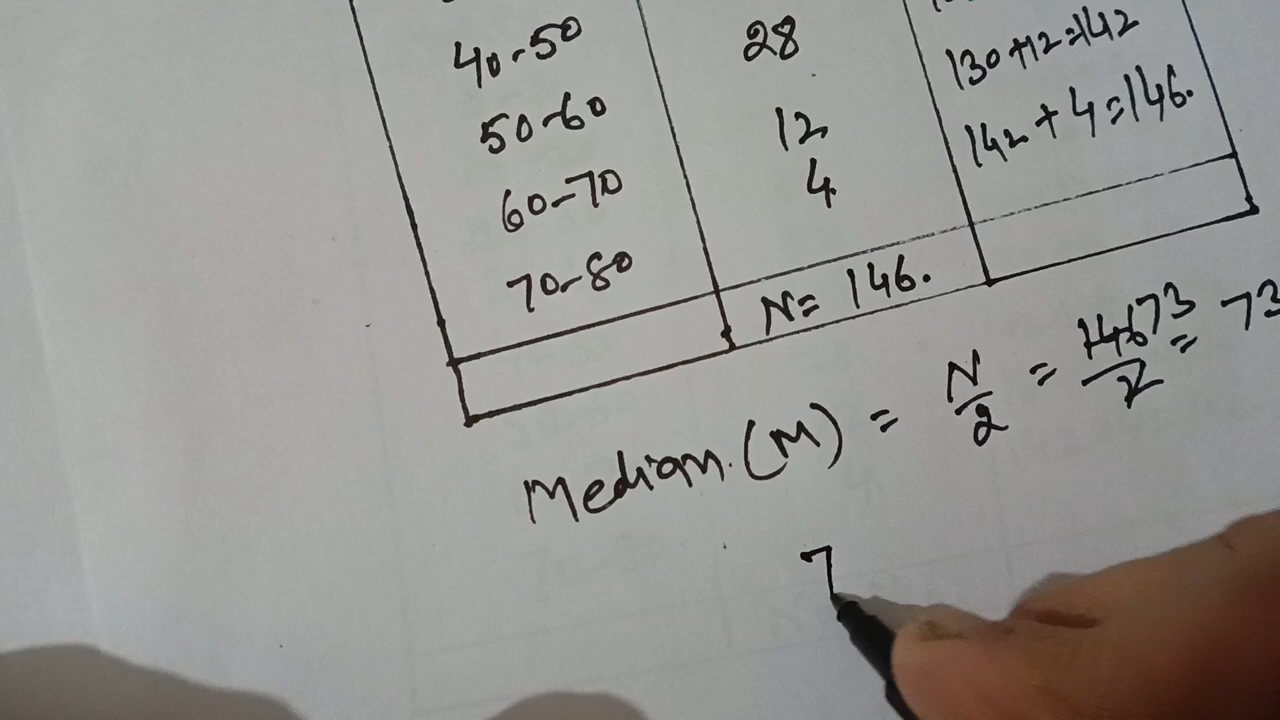 40-50 28 130+12=142
50-60 12 142+4=146.
60-70 4
70-80
N= 146.
Median. (M) = N/2 = 146/2 73 = 73
7